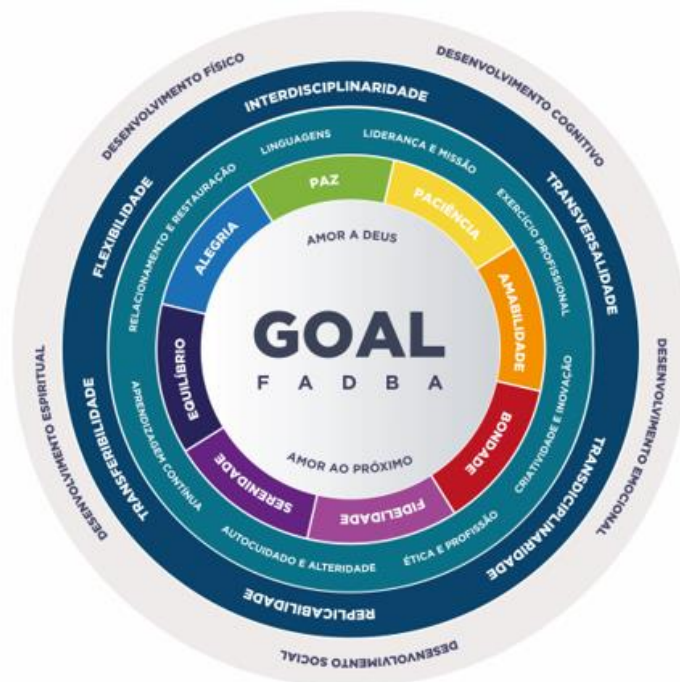 DESENVOLVIMENTO FÍSICO
DESENVOLVIMENTO COGNITIVO
DESENVOLVIMENTO EMOCIONAL
DESENVOLVIMENTO SOCIAL
DESENVOLVIMENTO ESPIRITUAL
INTERDISCIPLINARIDADE
TRANSVERSALIDADE
TRANSDICIPLINARIDADE
REPLICABILIDADE
TRANSFERIBILIDADE
FLEXIBILIDADE
LINGUAGENS
LIDERANÇA E MISSÃO
EXERCÍCIO PROFISSIONAL
CRIATIVIDADE E INOVAÇÃO
ÉTICA E PROFISSÃO
AUTOCUIDADO E ALTERIDADE
APRENDIZAGEM CONTÍNUA
RELACIONAMENTO E RESTAURAÇÃO
PAZ
PACIÊNCIA
AMABILIDADE
BONDADE
FIDELIDADE
SERENIDADE
EQUILÍBRIO
ALEGRIA
AMOR A DEUS
GOAL
FADBA
AMOR AO PRÓXIMO